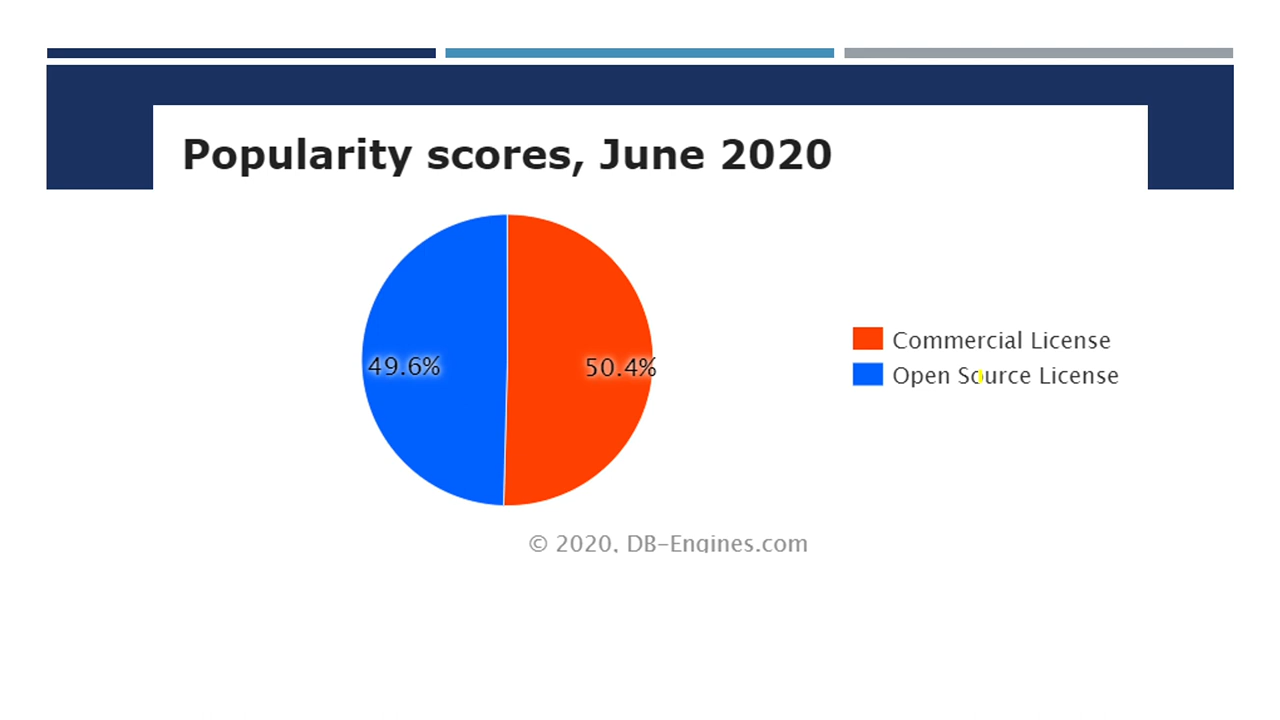 Popularity scores, June 2020
49.6%
50.4%
Commercial License
Open Source License
© 2020, DB-Engines.com